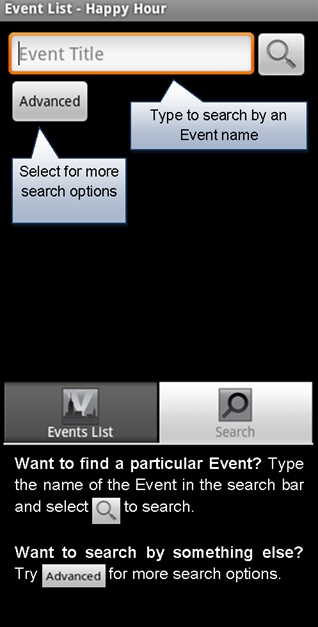 Event List - Happy Hour
Event Title
Advanced
Type to search by an
Event name
Select for more
search options
Events List
Search
Want to find a particular Event? Type
the name of the Event in the search bar
and select to search.
Want to search by something else?
Try Advanced for more search options.